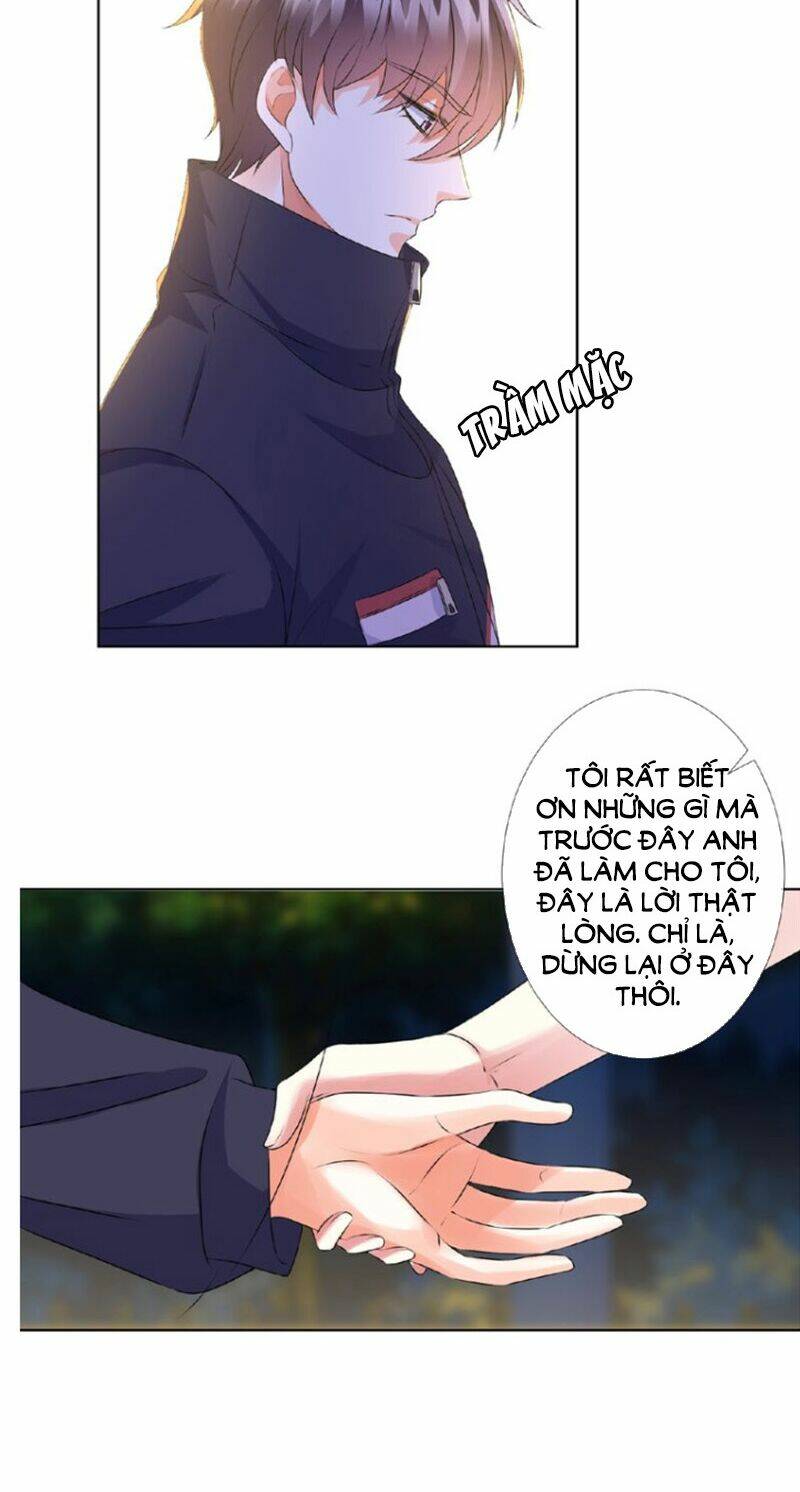 TRẦM MẶC
TÔI RẤT BIẾT
ƠN NHỮNG GÌ MÀ
TRƯỚC ĐÂY ANH
ĐÃ LÀM CHO TÔI,
ĐÂY LÀ LỜI THẬT
LÒNG. CHỈ LÀ,
DỪNG LẠI Ở ĐÂY
THÔI.